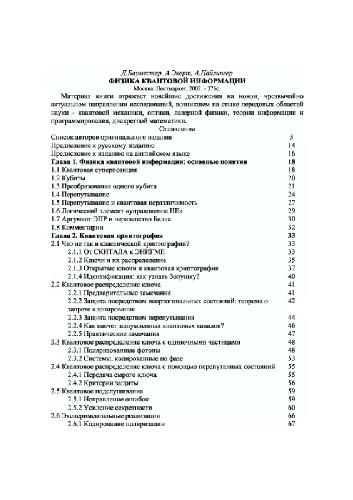 Д.Бауместер, А.Экерт, А.Цайлингер
ФИЗИКА КВАНТОВОЙ ИНФОРМАЦИИ
Москва: Постмаркет, 2002. - 376с.
Материал книги отражает новейшие достижения на новом, чрезвычайно
актуальном направлении исследований, возникшем на стыке передовых областей
науки - квантовой механики, оптики, лазерной физики, теории информации и
программирования, дискретной математики.
Оглавление
Список авторов оригинального издания 3
Предисловие к русскому изданию 14
Предисловие к изданию на английском языке 16
Глава 1. Физика квантовой информации: основные понятия 18
1.1 Квантовая суперпозиция 18
1.2 Кубиты 20
1.3 Преобразования одного кубита 21
1.4 Перепутывание 24
1.5 Перепутывание и квантовая неразличимость 27
1.6 Логический элемент «управляемое НЕ» 29
1.7 Аргумент ЭПР и неравенство Белла 30
1.8 Комментарии 32
Глава 2. Квантовая криптография 33
2.1 Что не так в классической криптографии? 33
2.1.1 От СКИТАЛА к ЭНИГМЕ 33
2.1.2 Ключи и их распределение 35
2.1.3 Открытые ключи и квантовая криптография 37
2.1.4 Идентификация: как узнать Золушку? 40
2.2 Квантовое распределение ключа 41
2.2.1 Предварительные замечания 41
2.2.2 Защита посредством неортогональных состояний: теорема о 42
запрете клонирования
2.2.3 Защита посредством перепутывания 44
2.2.4 Как насчет зашумленных квантовых каналов? 46
2.2.5 Практические замечания 47
2.3 Квантовое распределение ключа с одиночными частицами 48
2.3.1 Поляризованные фотоны 48
2.3.2 Системы, кодированные по фазе 53
2.4 Квантовое распределение ключа с помощью перепутанных состояний 55
2.4.1 Передача сырого ключа 55
2.4.2 Критерии защиты 56
2.5 Квантовое подслушивание 59
2.5.1 Исправление ошибок 59
2.5.2 Усиление секретности 60
2.6 Экспериментальные реализации 66
2.6.1 Кодирование поляризации 67